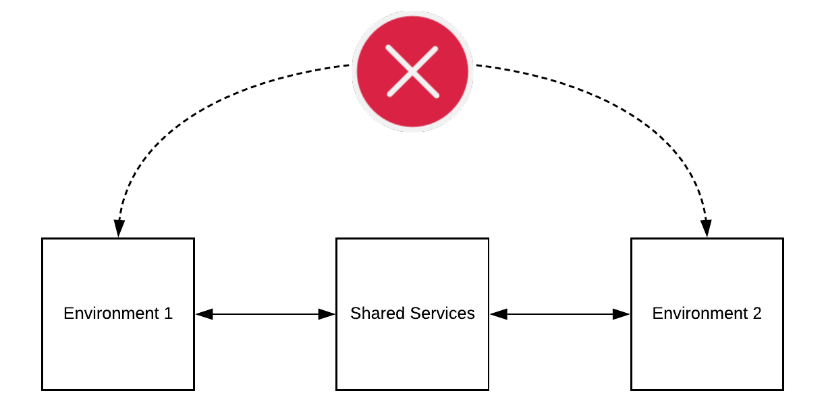 Environment 1
Shared Services
Environment 2